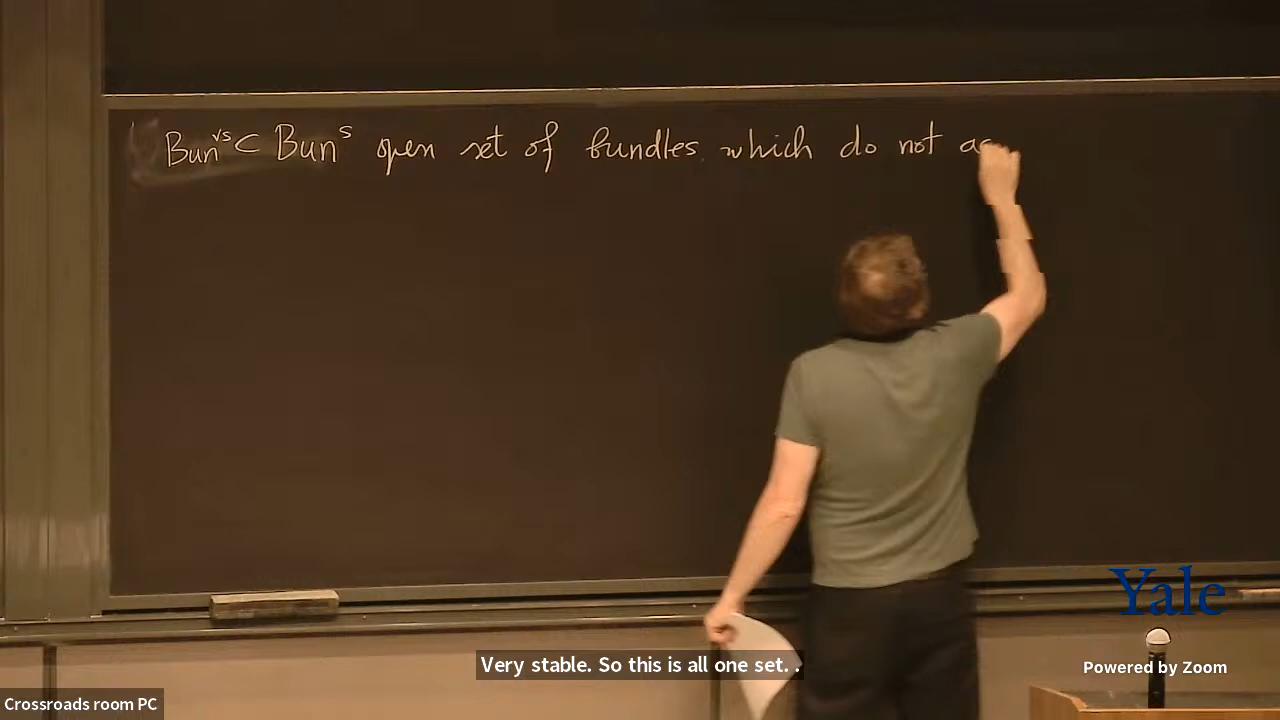 Bun^vs ⊂ Bun^s open set of bundles which do not
Yale
Very stable. So this is all one set. .
Powered by Zoom
Crossroads room PC